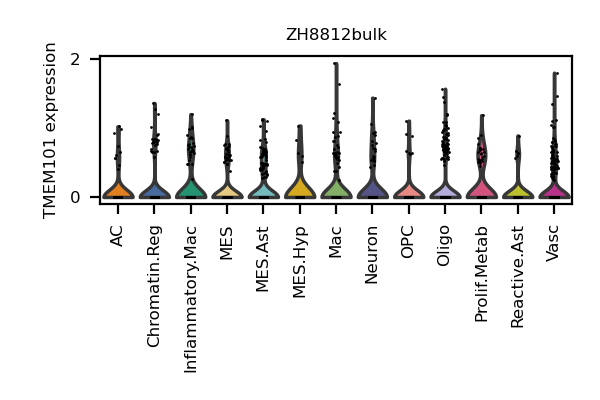 ZH8812bulk
TMEM101 expression
2
0
AC
Chromatin.Reg
Inflammatory.Mac
MES
MES.Ast
MES.Hyp
Mac
Neuron
OPC
Oligo
Prolif.Metab
Reactive.Ast
Vasc